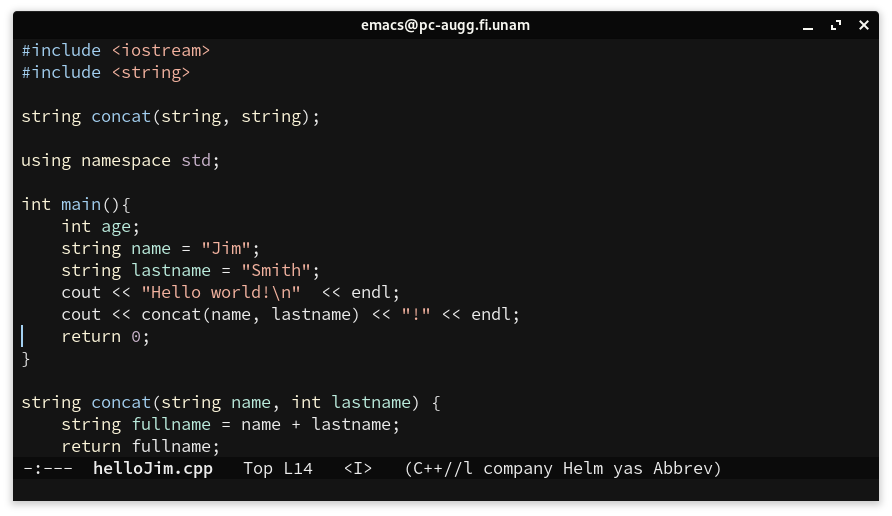 emacs@pc-augg.fi.unam
#include <iostream>
#include <string>
string concat(string, string);
using namespace std;
int main(){
    int age;
    string name = "Jim";
    string lastname = "Smith";
    cout << "Hello world!\n"  << endl;
    cout << concat(name, lastname) << "!" << endl;
    return 0;
}
string concat(string name, int lastname) {
    string fullname = name + lastname;
    return fullname;
-:---  helloJim.cpp   Top L14   <I>   (C++//l company Helm yas Abbrev)